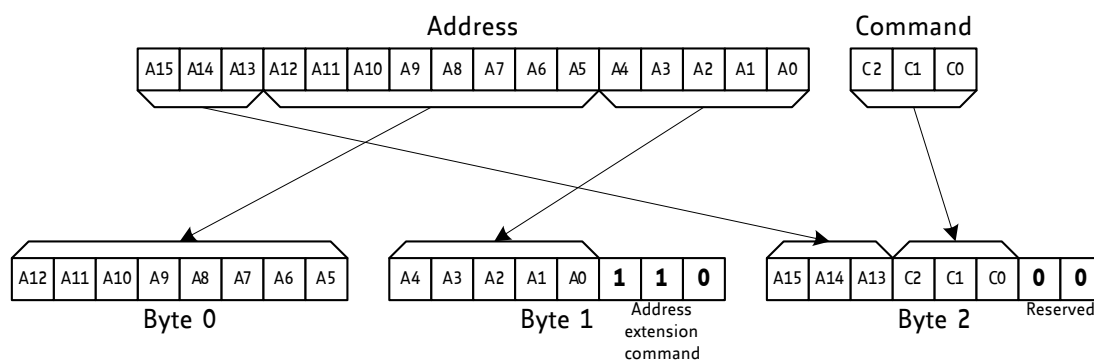 Address Command
A15 A14 A13 A12 A11 A10 A9 A8 A7 A6 A5 A4 A3 A2 A1 A0 C2 C1 C0
A12 A11 A10 A9 A8 A7 A6 A5 A4 A3 A2 A1 A0 1 1 0 A15 A14 A13 C2 C1 C0 0 0
Byte 0 Byte 1 Address Byte 2 Reserved
extension
command